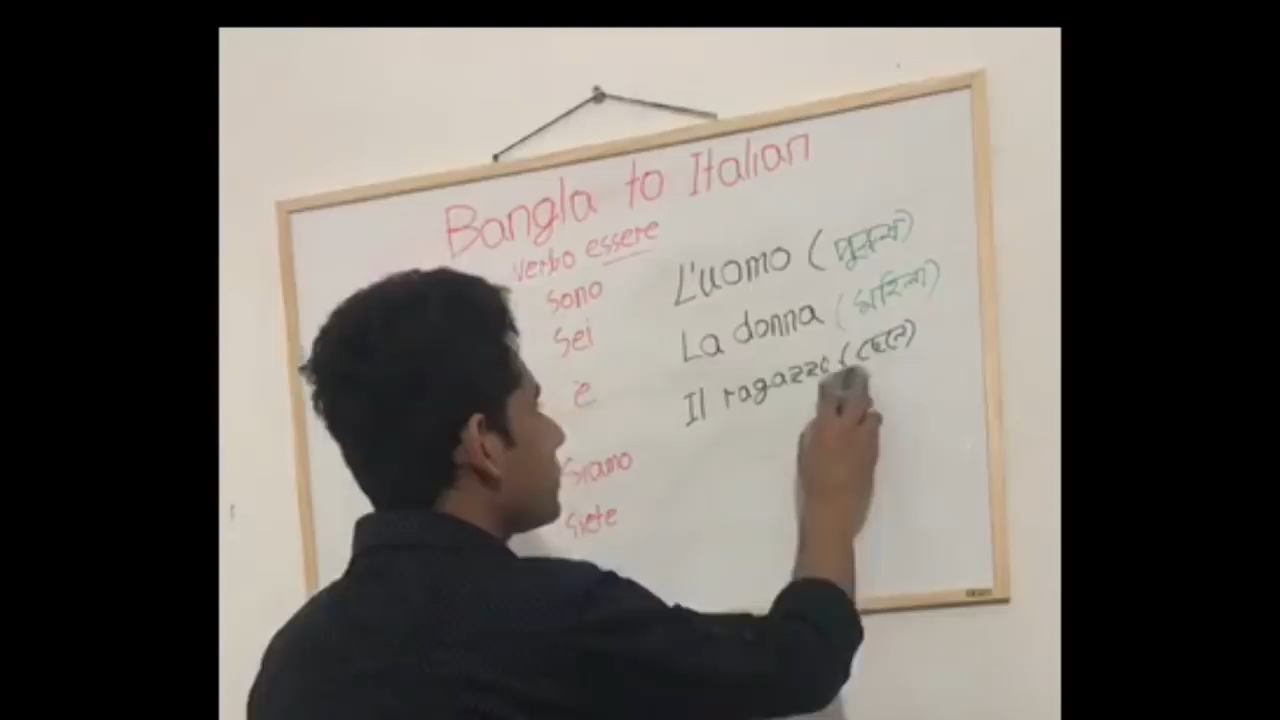 Bangla to Italian
Verbo essere
Sono
Sei
è
Siamo
Siete
L'uomo (পুরুষ)
La donna (মহিলা)
Il ragazzo (ছেলে)